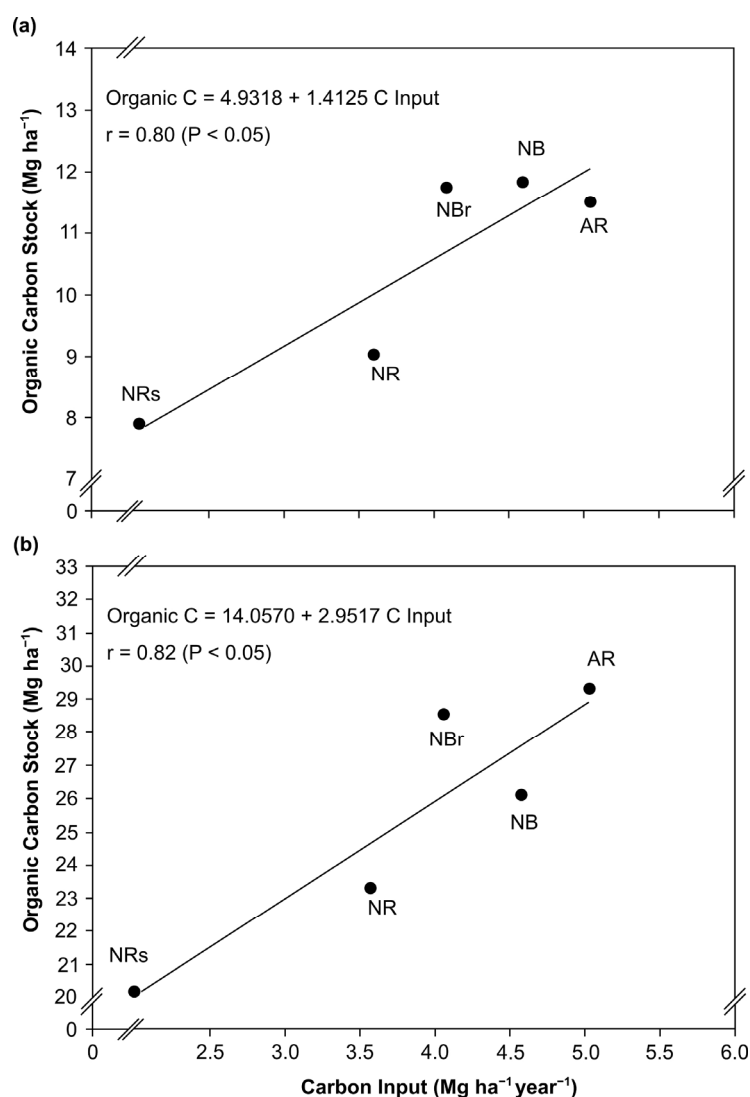 (a)
14
13
12
11
10
9
8
7
0
Organic Carbon Stock (Mg ha⁻¹)
Organic C = 4.9318 + 1.4125 C Input
r = 0.80 (P < 0.05)
NB
NBr
AR
NR
NRs
(b)
33
32
31
30
29
28
27
26
25
24
23
22
21
20
0
Organic Carbon Stock (Mg ha⁻¹)
Organic C = 14.0570 + 2.9517 C Input
r = 0.82 (P < 0.05)
AR
NBr
NB
NR
NRs
0 2.5 3.5 4.0 4.5 5.0 5.5 6.0
Carbon Input (Mg ha⁻¹ year⁻¹)